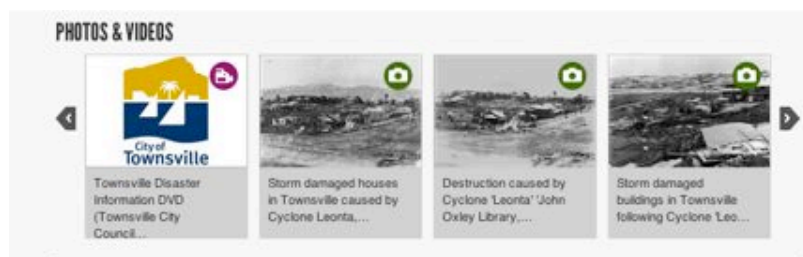 PHOTOS & VIDEOS
City of
Townsville
Townsville Disaster
Information DVD
(Townsville City
Council...
Storm damaged houses
in Townsville caused by
Cyclone Leonta,...
Destruction caused by
Cyclone 'Leonta' 'John
Oxley Library,...
Storm damaged
buildings in Townsville
following Cyclone 'Leo...